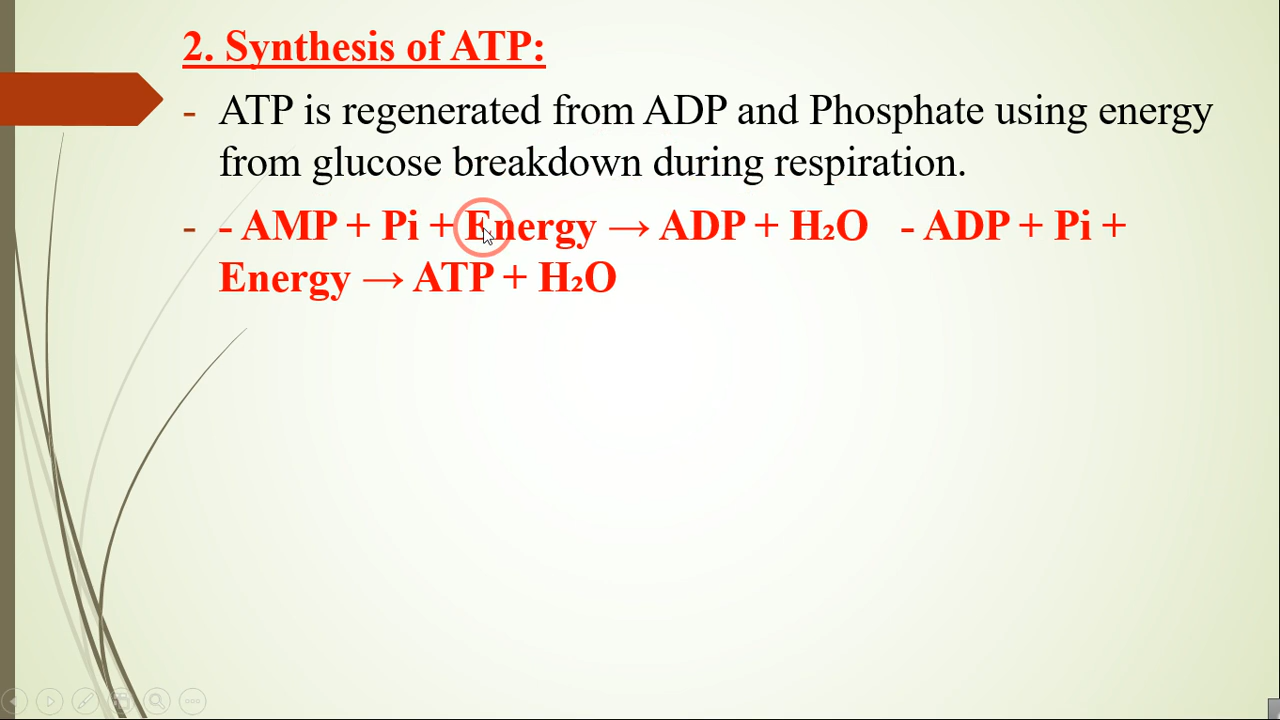 2. Synthesis of ATP:
- ATP is regenerated from ADP and Phosphate using energy
from glucose breakdown during respiration.
- - AMP + Pi + Energy → ADP + H₂O - ADP + Pi +
Energy → ATP + H₂O